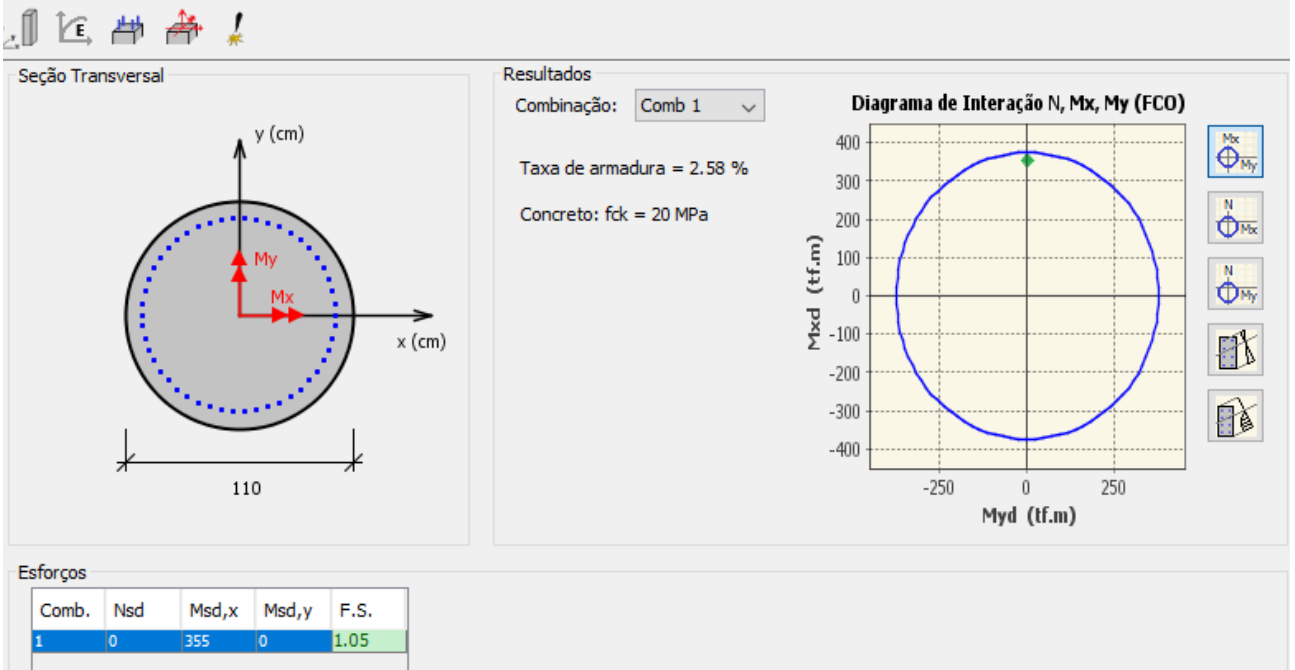 E
Seção Transversal
y (cm)
My
Mx
x (cm)
110
Resultados
Combinação: Comb 1
Taxa de armadura = 2.58 %
Concreto: fck = 20 MPa
Diagrama de Interação N, Mx, My (FCO)
400
300
200
100
0
-100
-200
-300
-400
Mxd (tf.m)
-250 0 250
Myd (tf.m)
Mx
My
N
Mx
N
My
Esforços
Comb. Nsd Msd,x Msd,y F.S.
1 0 355 0 1.05